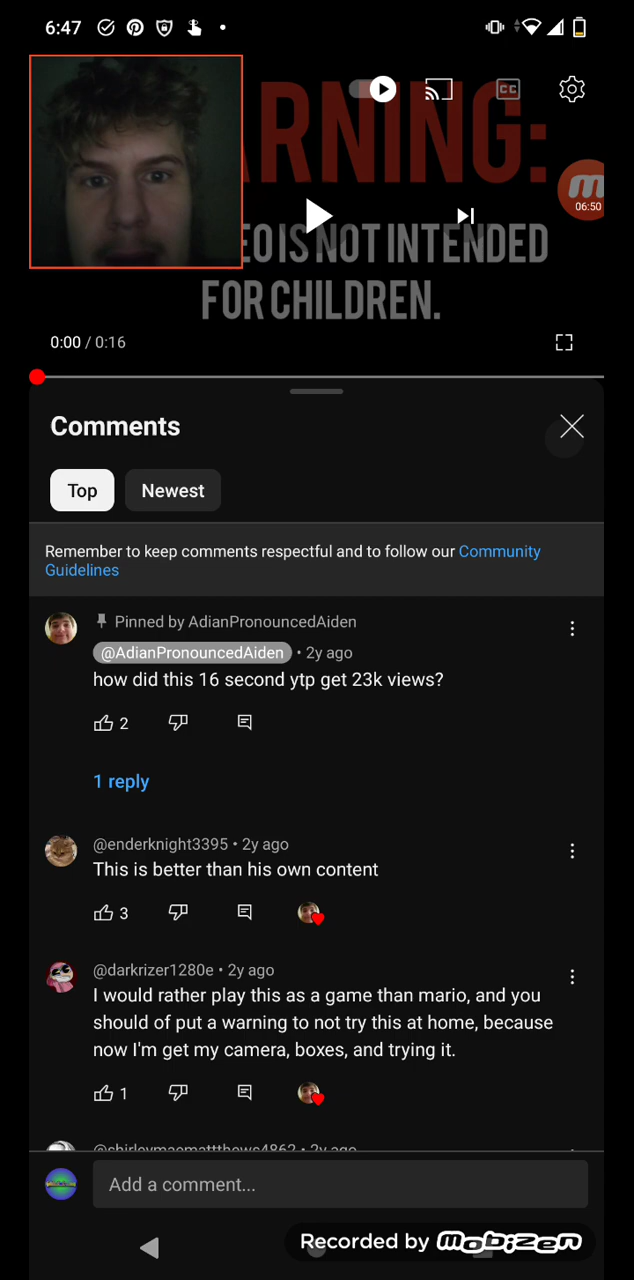 6:47
ARNING:
06:50
EO IS NOT INTENDED
FOR CHILDREN.
CC
0:00 / 0:16
Comments
Top
Newest
Remember to keep comments respectful and to follow our Community
Guidelines
Pinned by AdianPronouncedAiden
@AdianPronouncedAiden • 2y ago
how did this 16 second ytp get 23k views?
2
1 reply
@enderknight3395 • 2y ago
This is better than his own content
3
@darkrizer1280e • 2y ago
I would rather play this as a game than mario, and you
should of put a warning to not try this at home, because
now I'm get my camera, boxes, and trying it.
1
@shirleymaemattthews4862 • 2y ago
Add a comment...
Recorded by mobizen